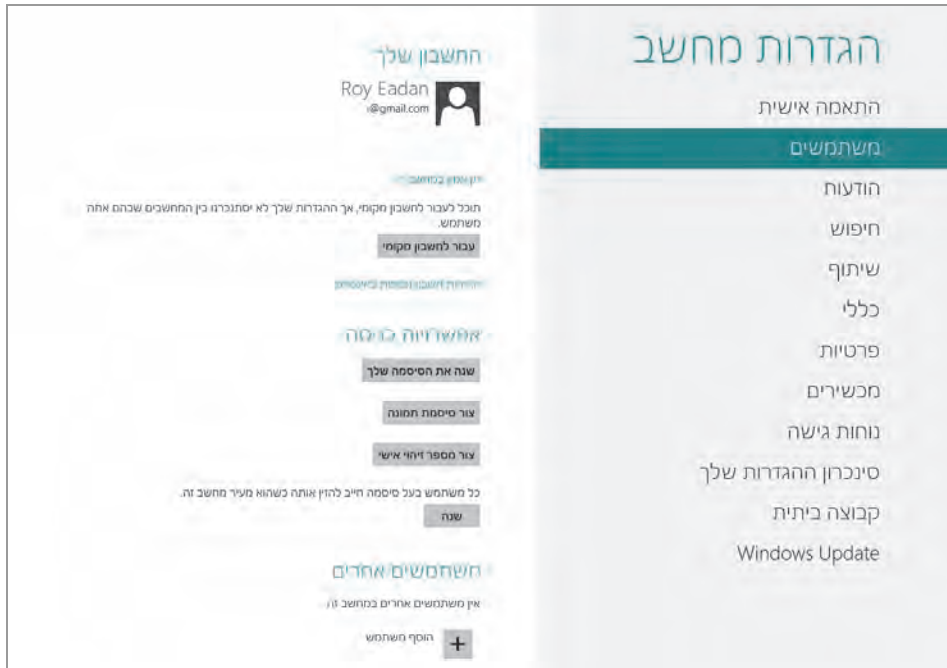 הגדרות מחשב
התאמה אישית
משתמשים
הודעות
חיפוש
שיתוף
כללי
פרטיות
מכשירים
נוחות גישה
סינכרון ההגדרות שלך
קבוצה ביתית
Windows Update
החשבון שלך
Roy Eadan
@gmail.com
תוכל לעבור לחשבון מקומי, אך ההגדרות שלך לא יסתנכרנו בין המחשבים שבהם אתה
משתמש.
עבור לחשבון מקומי
אפשרויות כניסה
שנה את הסיסמה שלך
צור סיסמת תמונה
צור מספר זיהוי אישי
כל משתמש בעל סיסמה חייב להזין אותה כשהוא מעיר מחשב זה.
שנה
משתמשים אחרים
אין משתמשים אחרים במחשב זה
הוסף משתמש